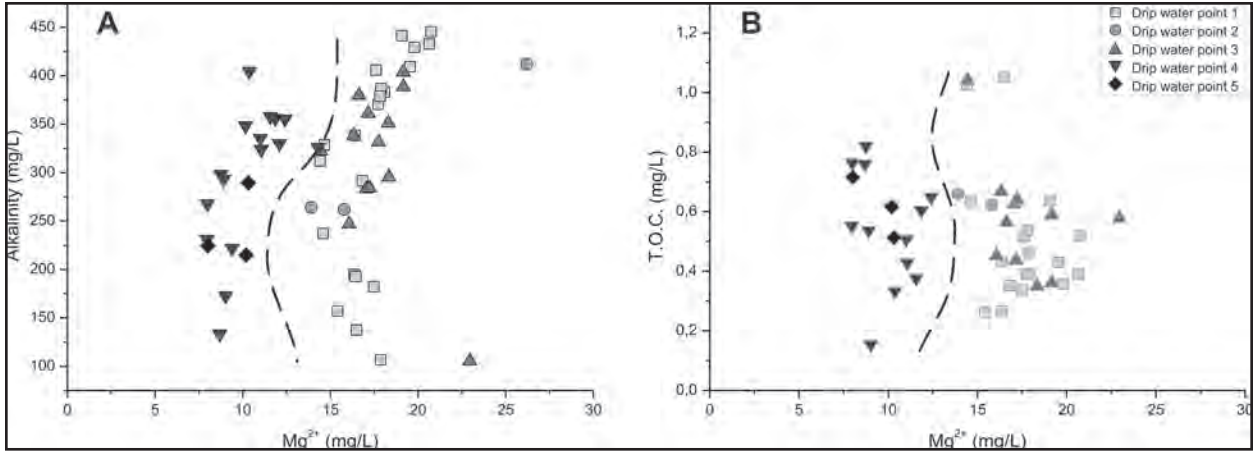 A
Alkalinity (mg/L)
450
400
350
300
250
200
150
100
0
5
10
15
20
25
30
Mg²⁺ (mg/L)
B
T.O.C. (mg/L)
1,2
1,0
0,8
0,6
0,4
0,2
0,0
0
5
10
15
20
25
30
Mg²⁺ (mg/L)
Drip water point 1
Drip water point 2
Drip water point 3
Drip water point 4
Drip water point 5